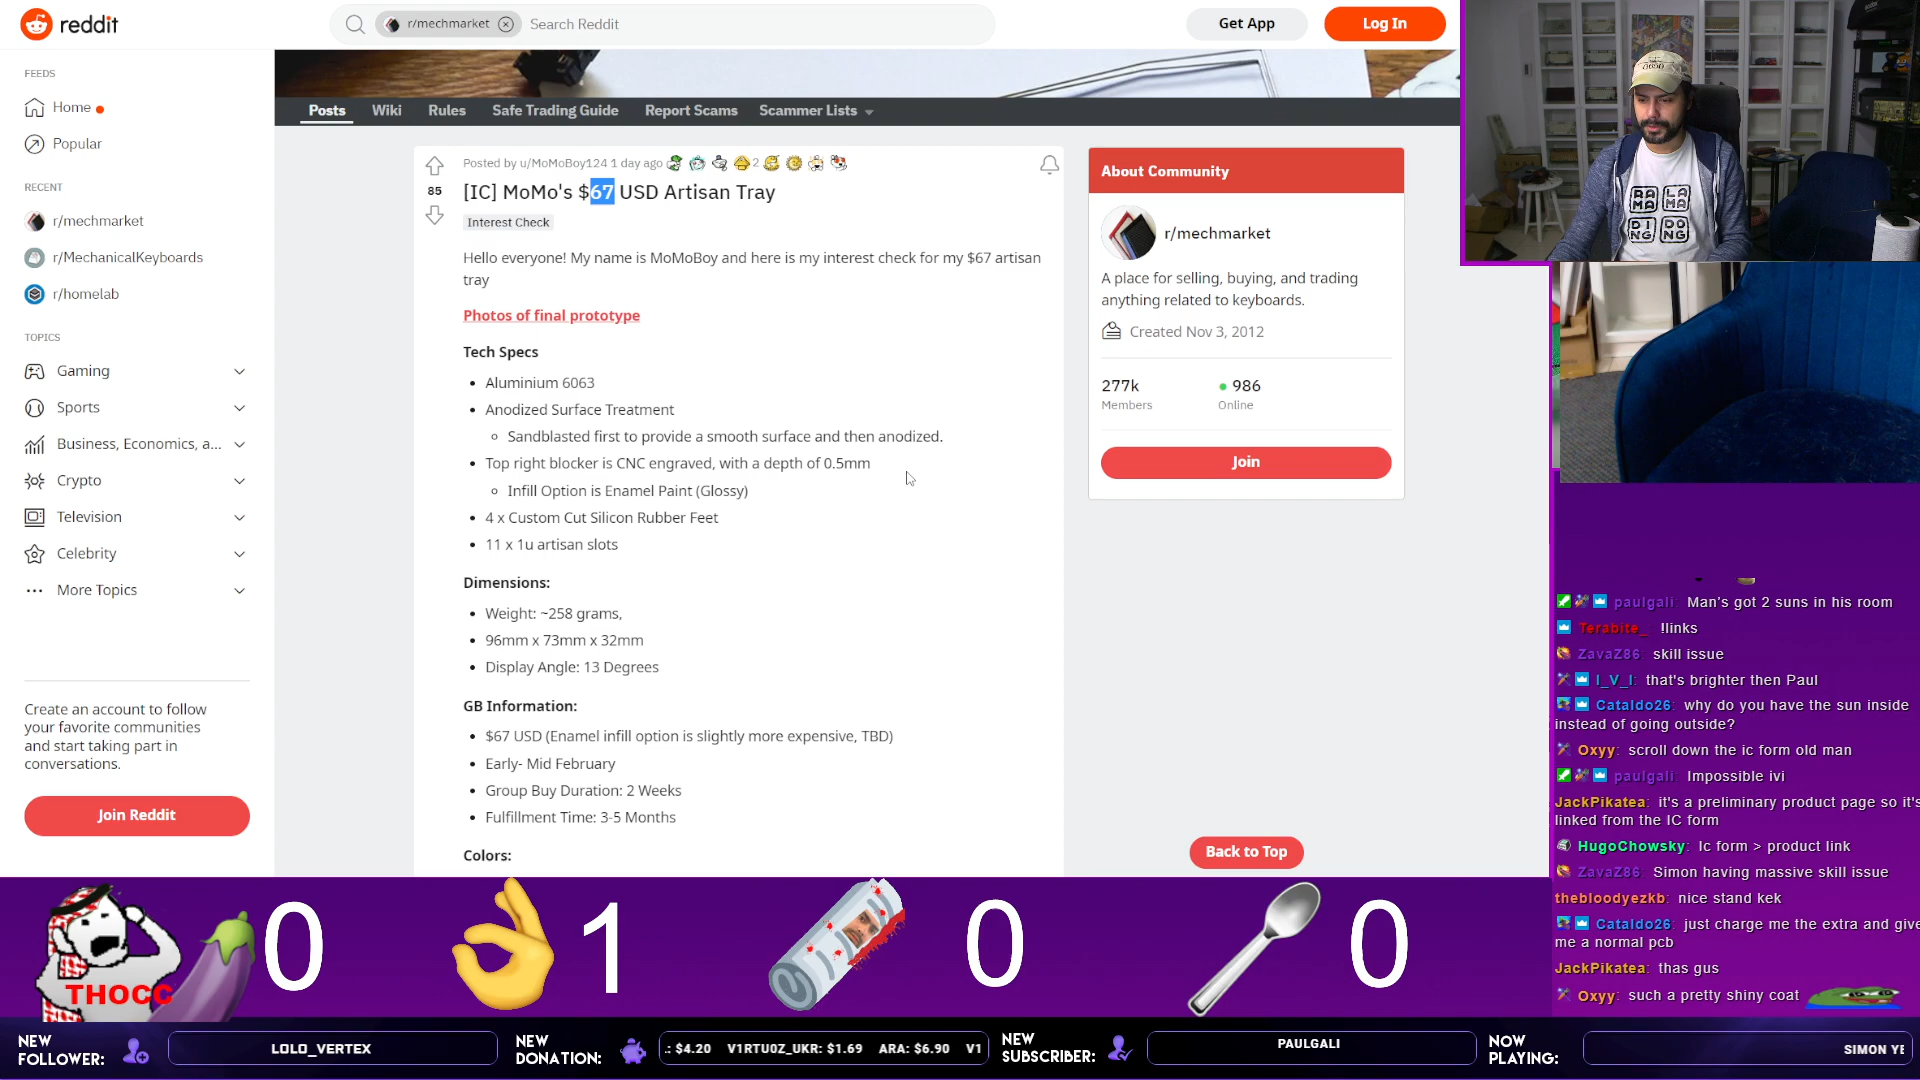 reddit
r/mechmarket
Search Reddit
Get App
Log In
FEEDS
Home
Popular
RECENT
r/mechmarket
r/MechanicalKeyboards
r/homelab
TOPICS
Gaming
Sports
Business, Economics, a...
Crypto
Television
Celebrity
More Topics
Create an account to follow
your favorite communities
and start taking part in
conversations.
Join Reddit
Posts Wiki Rules Safe Trading Guide Report Scams Scammer Lists
Posted by u/MoMoBoy124 1 day ago 2
85
[IC] MoMo's $67 USD Artisan Tray
Interest Check
Hello everyone! My name is MoMoBoy and here is my interest check for my $67 artisan
tray
Photos of final prototype
Tech Specs
Aluminium 6063
Anodized Surface Treatment
Sandblasted first to provide a smooth surface and then anodized.
Top right blocker is CNC engraved, with a depth of 0.5mm
Infill Option is Enamel Paint (Glossy)
4 x Custom Cut Silicon Rubber Feet
11 x 1u artisan slots
Dimensions:
Weight: ~258 grams,
96mm x 73mm x 32mm
Display Angle: 13 Degrees
GB Information:
$67 USD (Enamel infill option is slightly more expensive, TBD)
Early- Mid February
Group Buy Duration: 2 Weeks
Fulfillment Time: 3-5 Months
Colors:
About Community
r/mechmarket
A place for selling, buying, and trading
anything related to keyboards.
Created Nov 3, 2012
277k
Members
986
Online
Join
Back to Top
RA LA
MA MA
DI DO
NG NG
paulgali: Man's got 2 suns in his room
Terabite_ !links
ZavaZ86: skill issue
I_V_I: that's brighter then Paul
Cataldo26: why do you have the sun inside
instead of going outside?
Oxyy: scroll down the ic form old man
paulgali: Impossible ivi
JackPikatea: it's a preliminary product page so it's
linked from the IC form
HugoChowsky: Ic form > product link
ZavaZ86: Simon having massive skill issue
thebloodyezkb: nice stand kek
Cataldo26: just charge me the extra and give
me a normal pcb
JackPikatea: thas gus
Oxyy: such a pretty shiny coat
THOCC
0
1
0
0
NEW
FOLLOWER:
LOLO_VERTEX
NEW
DONATION:
.: $4.20 V1RTU0Z_UKR: $1.69 ARA: $6.90 V1
NEW
SUBSCRIBER:
PAULGALI
NOW
PLAYING:
SIMON YE